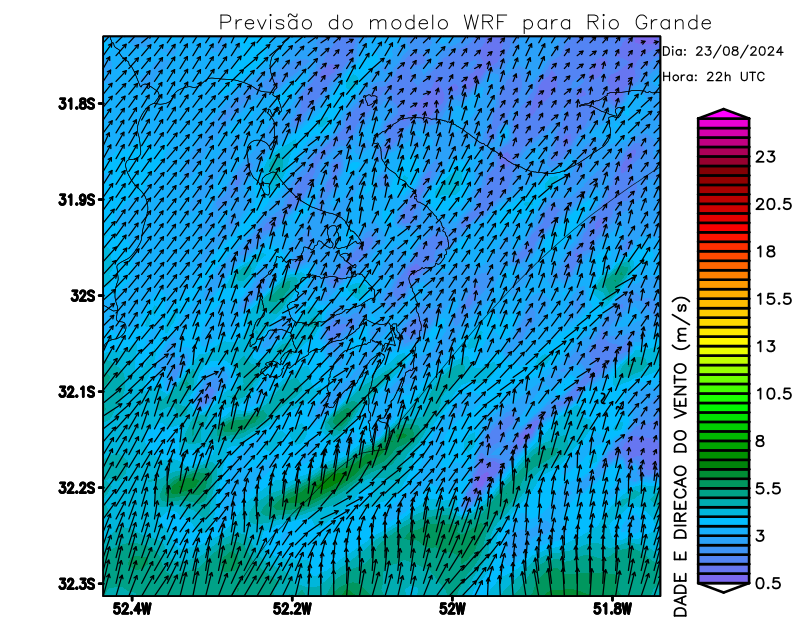 Previsão do modelo WRF para Rio Grande
Dia: 23/08/2024
Hora: 22h UTC
31.8S
31.9S
32S
32.1S
32.2S
32.3S
52.4W
52.2W
52W
51.8W
DADE E DIRECAO DO VENTO (m/s)
23
20.5
18
15.5
13
10.5
8
5.5
3
0.5